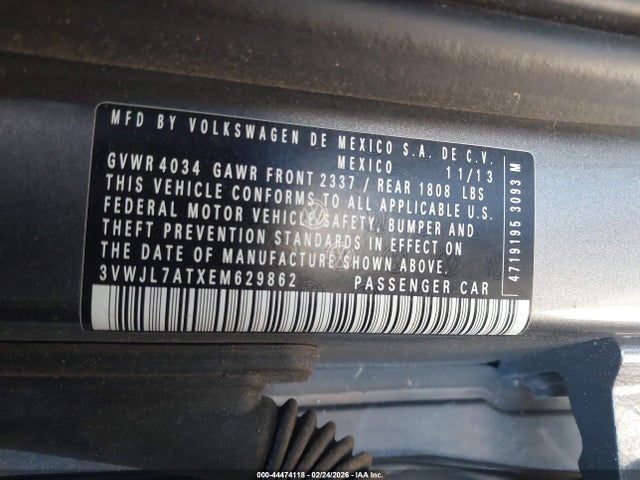 MFD BY VOLKSWAGEN DE MEXICO S.A. DE C.V.
MEXICO 11/13
GVWR 4034 GAWR FRONT 2337 / REAR 1808 LBS
THIS VEHICLE CONFORMS TO ALL APPLICABLE U.S.
FEDERAL MOTOR VEHICLE SAFETY, BUMPER AND
THEFT PREVENTION STANDARDS IN EFFECT ON
THE DATE OF MANUFACTURE SHOWN ABOVE.
3VWJL7ATXEM629862 PASSENGER CAR
4719195 3093 M
000-44474118 - 02/24/2026 - IAA Inc.